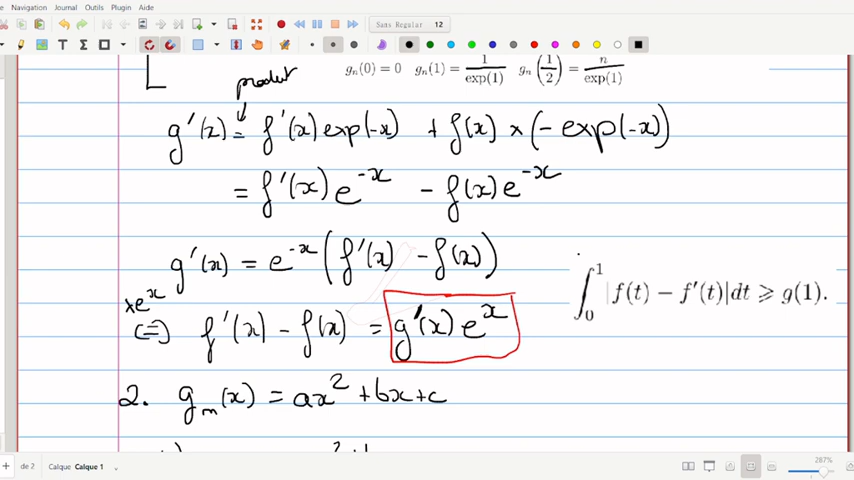 Navigation Journal Outils Plugin Aide
Sans Regular 12
g_n(0) = 0 g_n(1) = 1/exp(1) g_n(1/2) = n/exp(1)
produit
g'(x) = f'(x) exp(-x) + f(x) × (- exp(-x))
= f'(x) e^{-x} - f(x) e^{-x}
g'(x) = e^{-x} (f'(x) - f(x))
×e^x
(=) f'(x) - f(x) = g'(x) e^x
∫_0^1 |f(t) − f'(t)|dt ⩾ g(1).
2. g_n(x) = ax^2 + bx + c
de 2 Calque Calque 1 287%